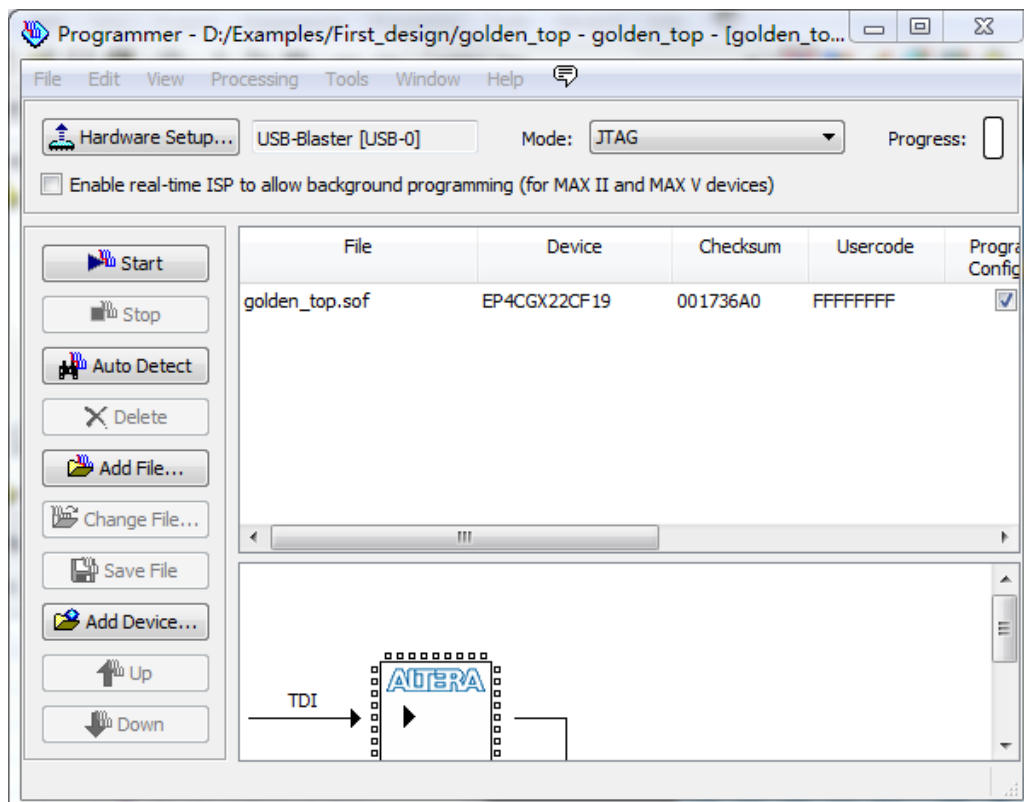 Programmer - D:/Examples/First_design/golden_top - golden_top - [golden_to...
File Edit View Processing Tools Window Help
Hardware Setup... USB-Blaster [USB-0] Mode: JTAG Progress:
Enable real-time ISP to allow background programming (for MAX II and MAX V devices)
Start
Stop
Auto Detect
Delete
Add File...
Change File...
Save File
Add Device...
Up
Down
File Device Checksum Usercode Progra
Config
golden_top.sof EP4CGX22CF19 001736A0 FFFFFFFF
ALTERA
TDI